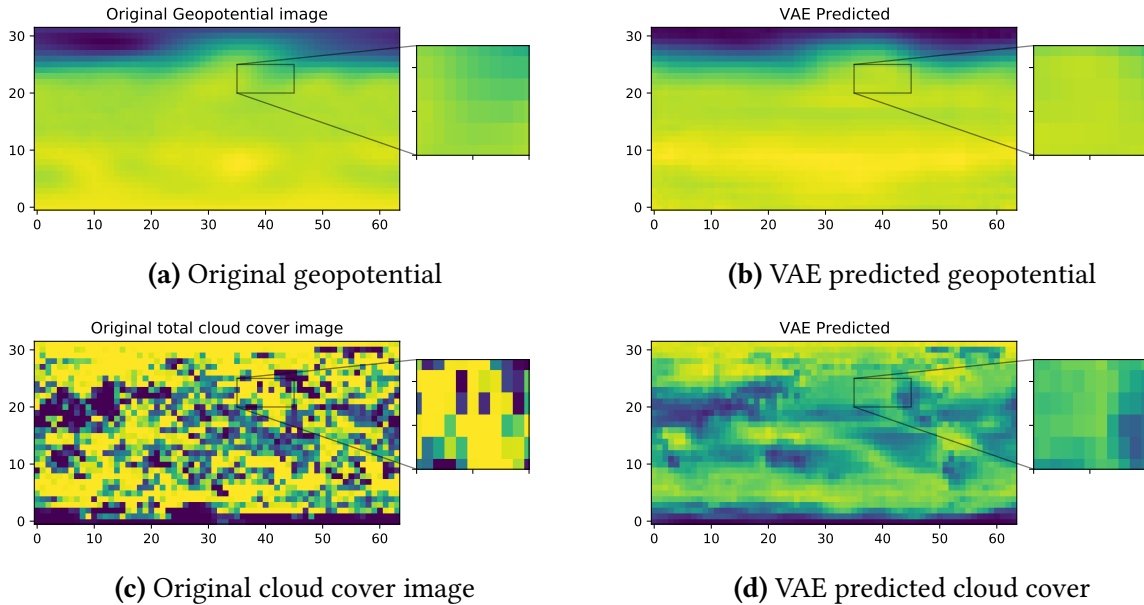 Original Geopotential image
30
20
10
0
0 10 20 30 40 50 60
(a) Original geopotential
VAE Predicted
30
20
10
0
0 10 20 30 40 50 60
(b) VAE predicted geopotential
Original total cloud cover image
30
20
10
0
0 10 20 30 40 50 60
(c) Original cloud cover image
VAE Predicted
30
20
10
0
0 10 20 30 40 50 60
(d) VAE predicted cloud cover